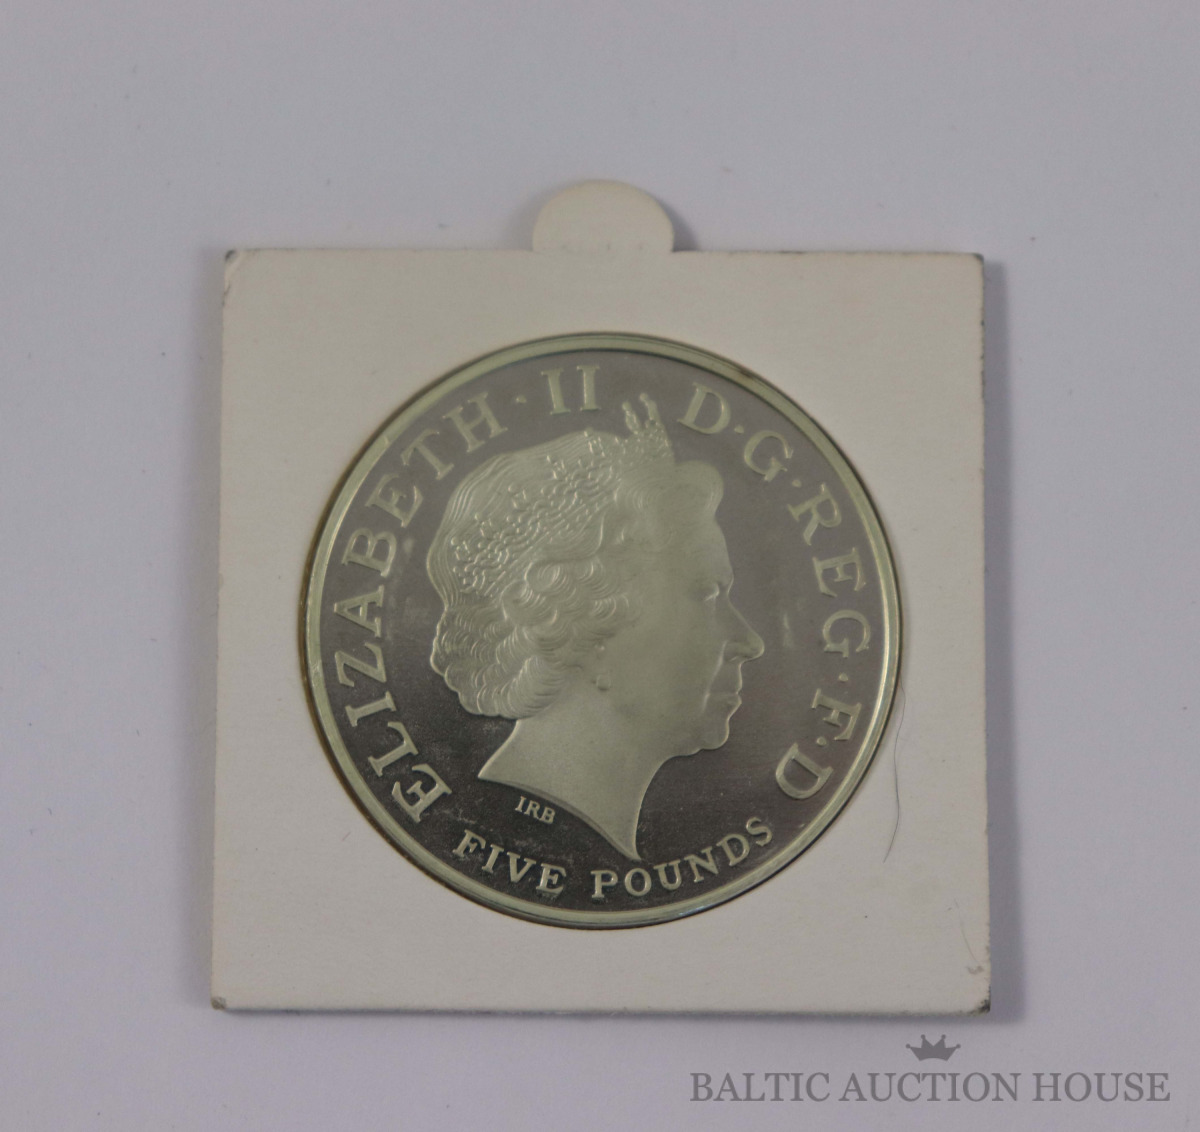 ELIZABETH · II D · G · REG · F · D
IRB
FIVE POUNDS
BALTIC AUCTION HOUSE